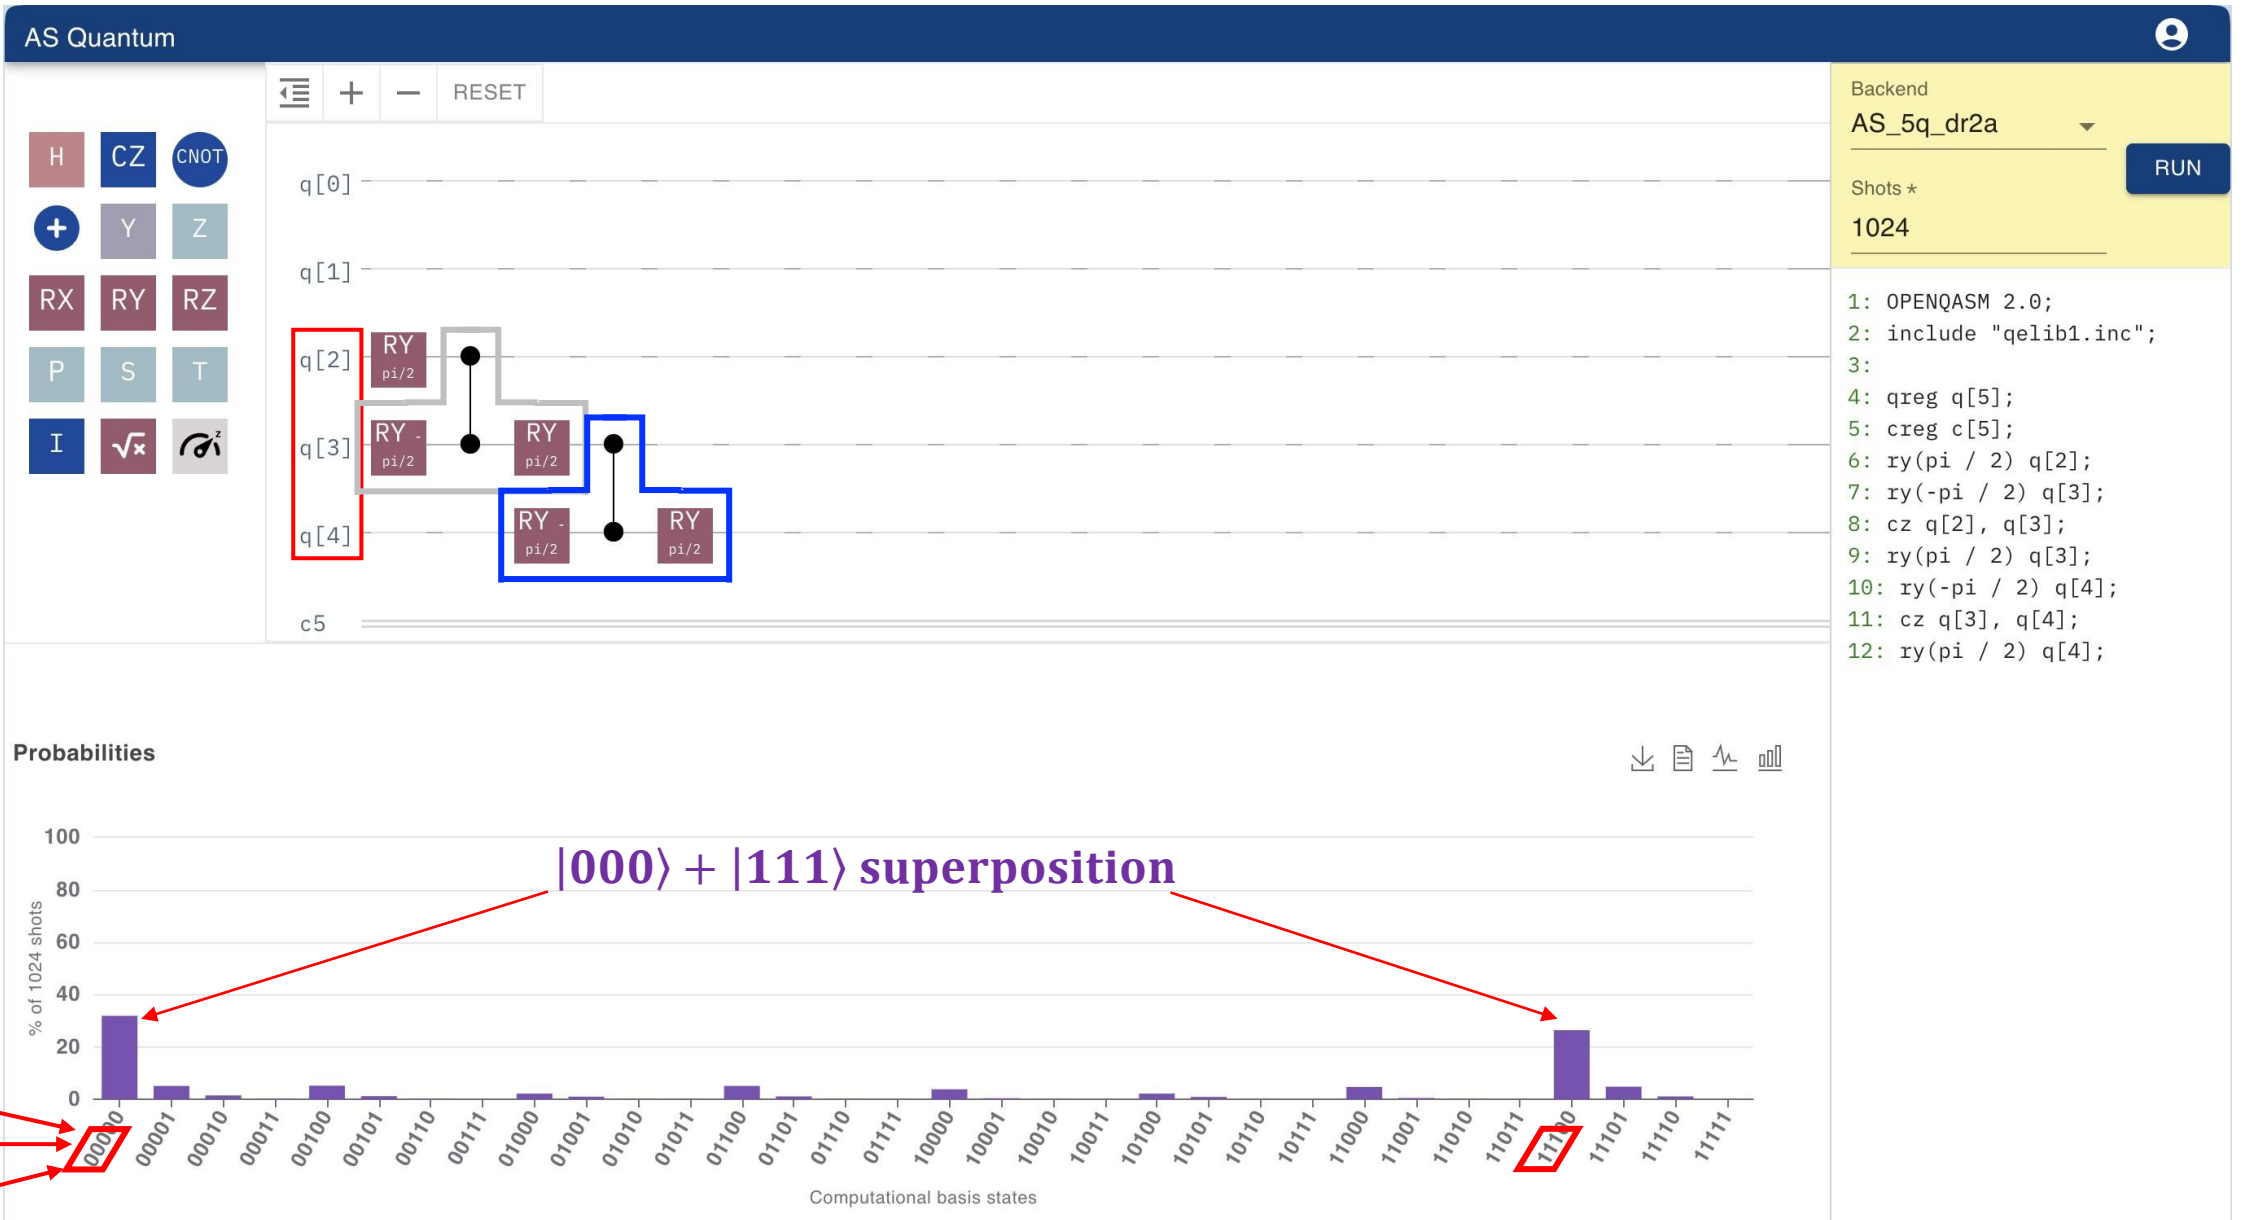 AS Quantum
RESET
Backend
AS_5q_dr2a
Shots *
1024
RUN
H CZ CNOT
+ Y Z
RX RY RZ
P S T
I √x z
q[0]
q[1]
q[2]
RY
pi/2
q[3]
RY -
pi/2
RY
pi/2
q[4]
RY -
pi/2
RY
pi/2
c5
1: OPENQASM 2.0;
2: include "qelib1.inc";
3:
4: qreg q[5];
5: creg c[5];
6: ry(pi / 2) q[2];
7: ry(-pi / 2) q[3];
8: cz q[2], q[3];
9: ry(pi / 2) q[3];
10: ry(-pi / 2) q[4];
11: cz q[3], q[4];
12: ry(pi / 2) q[4];
Probabilities
|000⟩ + |111⟩ superposition
% of 1024 shots
100
80
60
40
20
0
00000 00001 00010 00011 00100 00101 00110 00111 01000 01001 01010 01011 01100 01101 01110 01111 10000 10001 10010 10011 10100 10101 10110 10111 11000 11001 11010 11011 11100 11101 11110 11111
Computational basis states